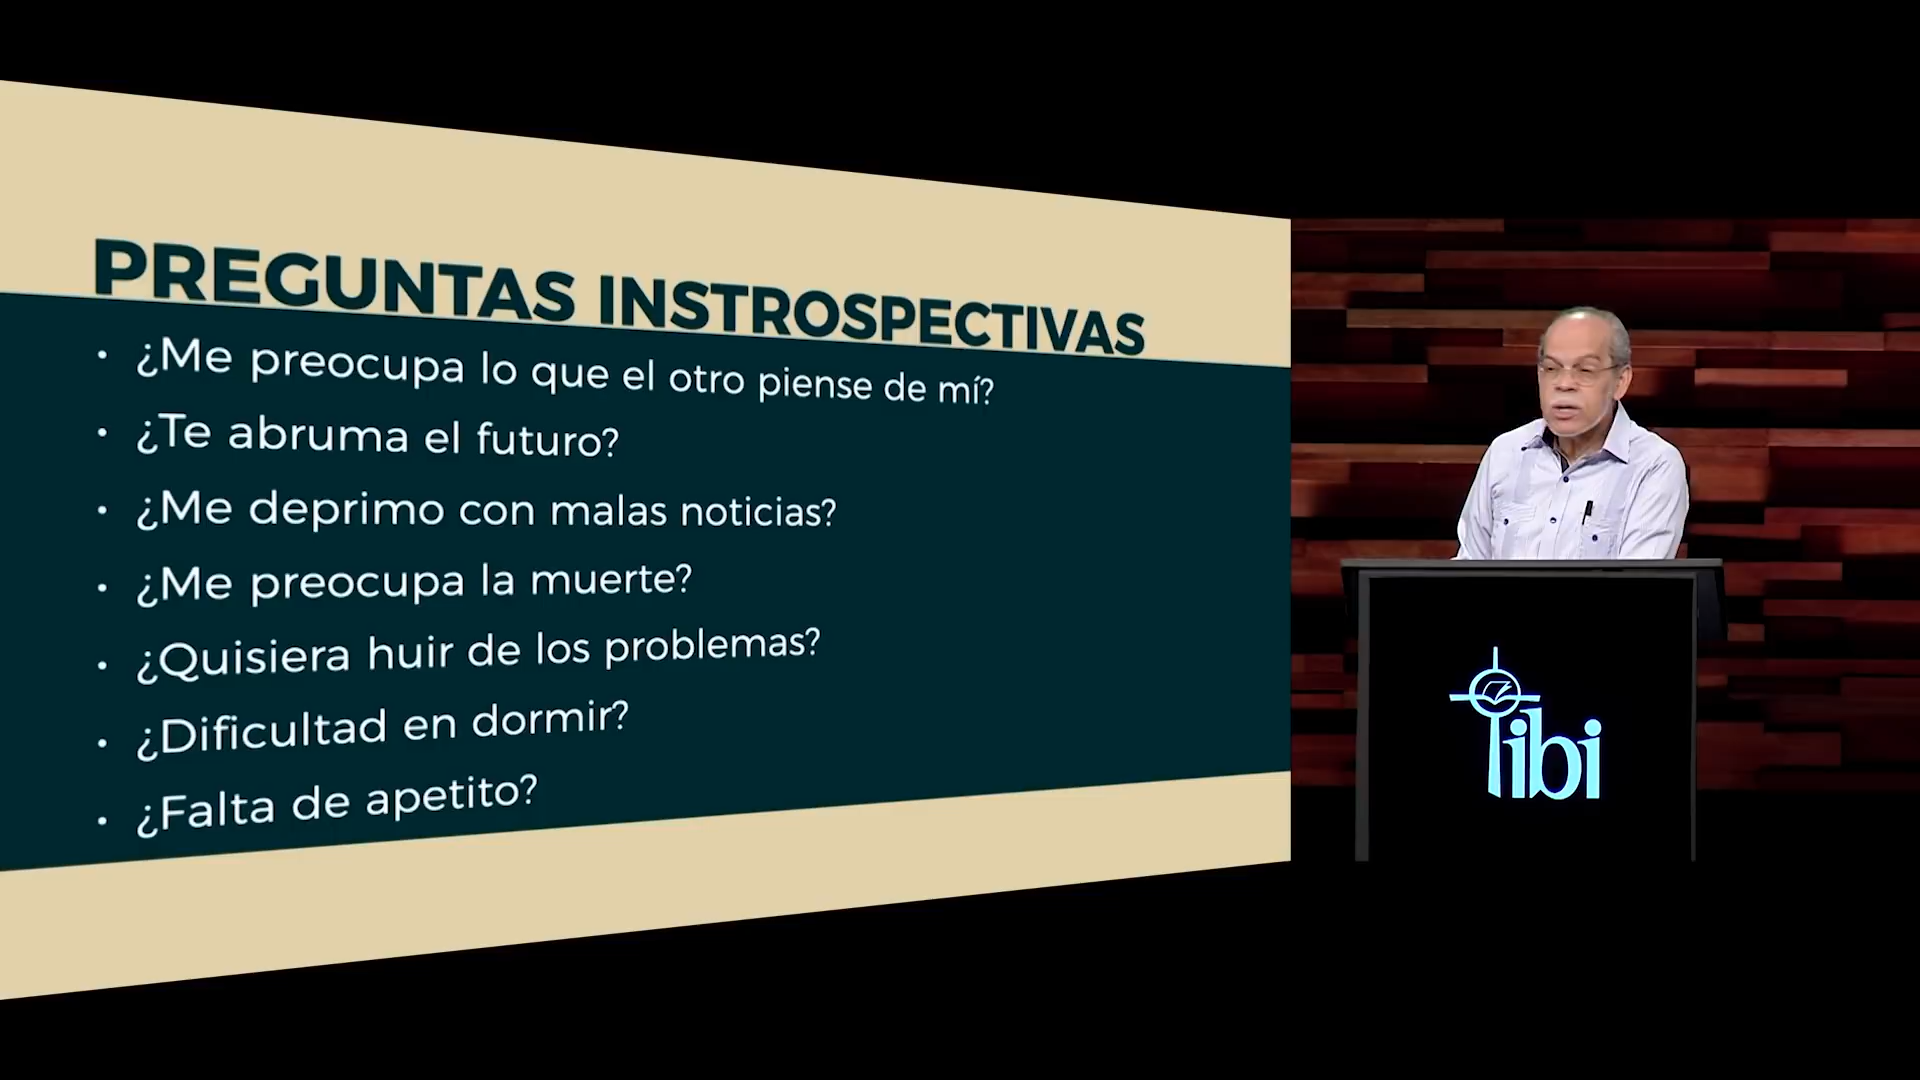 PREGUNTAS INSTROSPECTIVAS
• ¿Me preocupa lo que el otro piense de mí?
• ¿Te abruma el futuro?
• ¿Me deprimo con malas noticias?
• ¿Me preocupa la muerte?
• ¿Quisiera huir de los problemas?
• ¿Dificultad en dormir?
• ¿Falta de apetito?
ibi